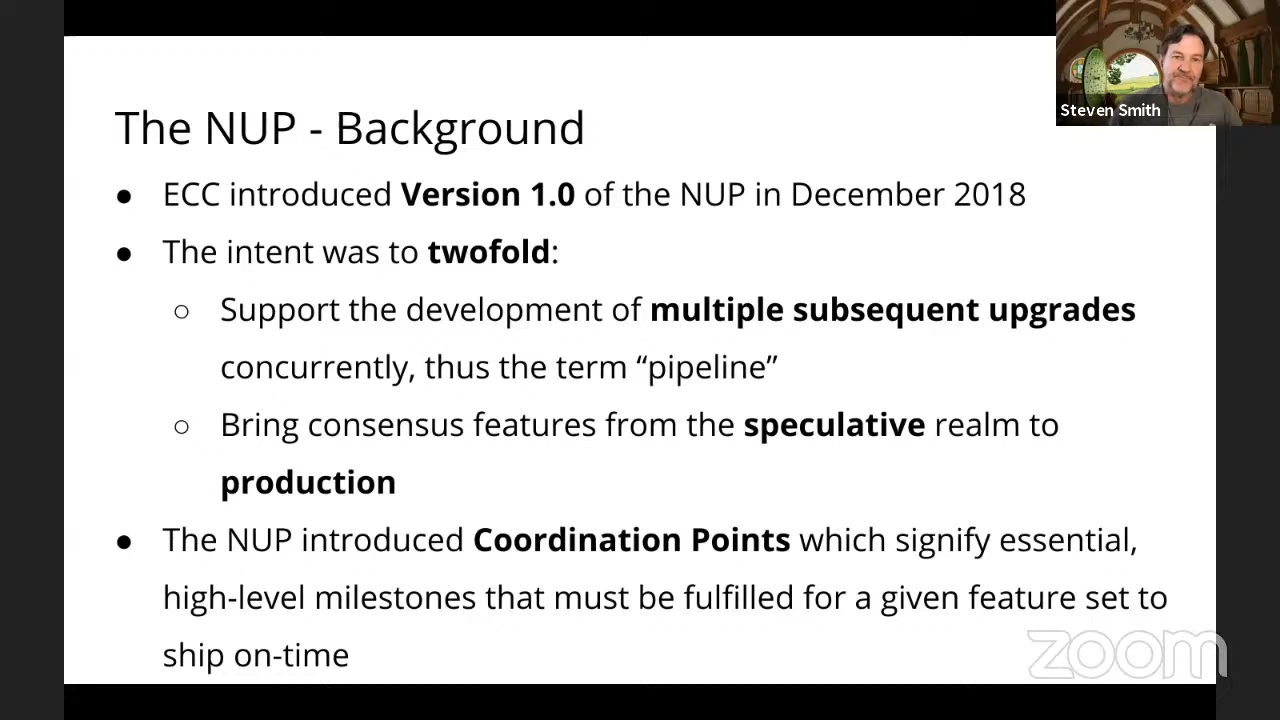 The NUP - Background
● ECC introduced Version 1.0 of the NUP in December 2018
● The intent was to twofold:
○ Support the development of multiple subsequent upgrades
concurrently, thus the term “pipeline”
○ Bring consensus features from the speculative realm to
production
● The NUP introduced Coordination Points which signify essential,
high-level milestones that must be fulfilled for a given feature set to
ship on-time
Steven Smith
zoom